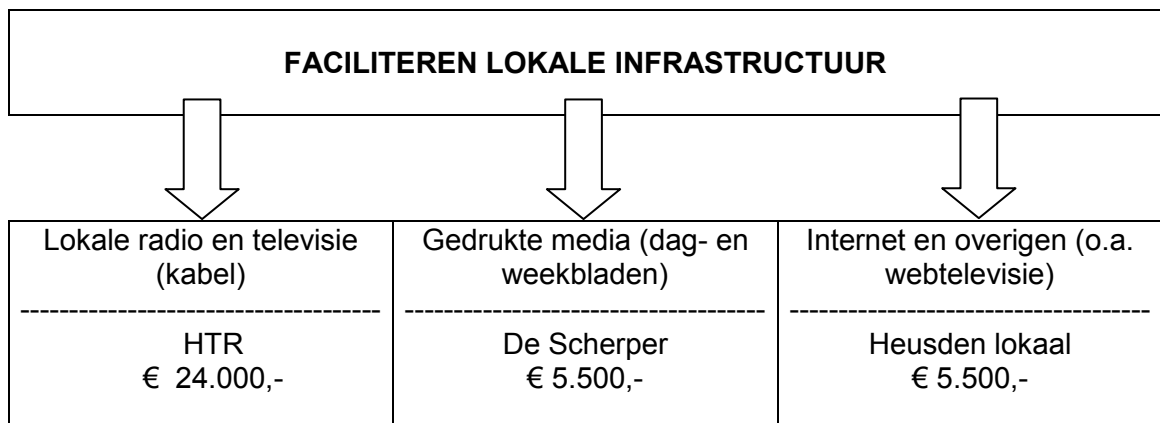 FACILITEREN LOKALE INFRASTRUCTUUR
Lokale radio en televisie
(kabel)
-------------------------------------
HTR
€  24.000,-
Gedrukte media (dag- en
weekbladen)
-------------------------------------
De Scherper
€ 5.500,-
Internet en overigen (o.a.
webtelevisie)
-------------------------------------
Heusden lokaal
€ 5.500,-